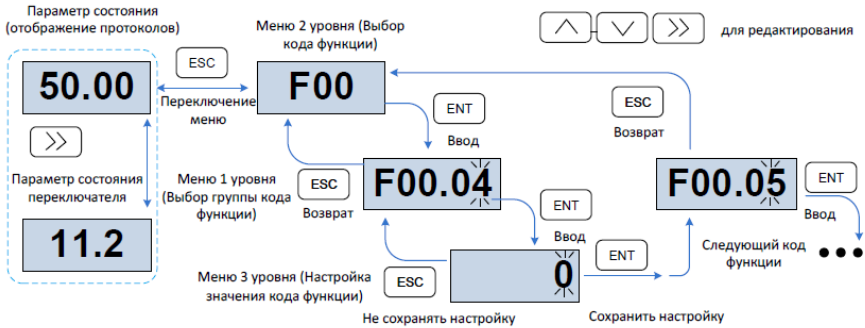 Параметр состояния
(отображение протоколов)
50.00
>>
Параметр состояния
переключателя
11.2
ESC
Переключение
меню
Меню 2 уровня (Выбор
кода функции)
F00
ENT
Ввод
для редактирования
Меню 1 уровня
(Выбор группы кода
функции)
ESC
Возврат
F00.04
ENT
Ввод
ESC
Возврат
F00.05
ENT
Ввод
Следующий код
функции
Меню 3 уровня (Настройка
значения кода функции)
ESC
0
ENT
Не сохранять настройку
Сохранить настройку